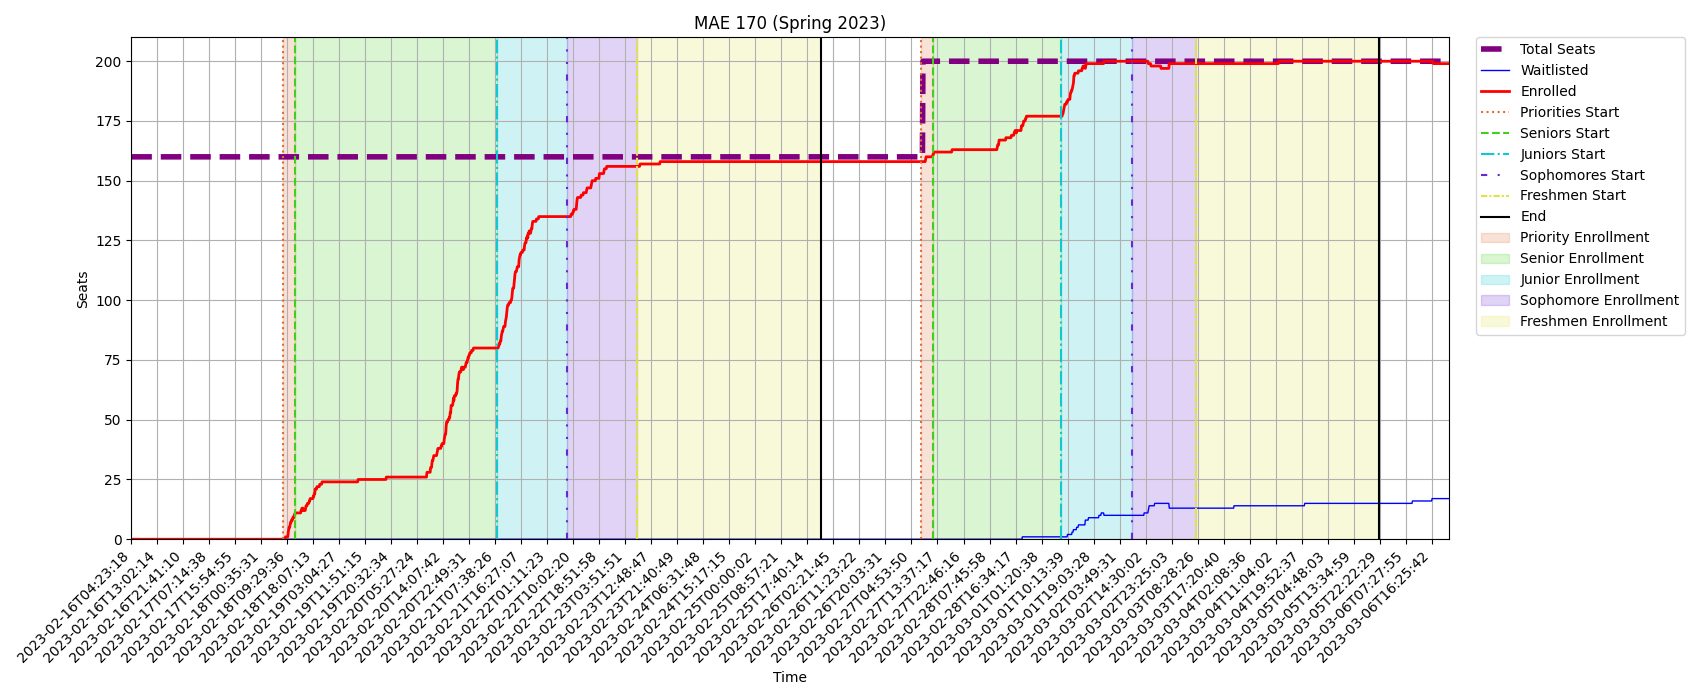 MAE 170 (Spring 2023)
Seats
200
175
150
125
100
75
50
25
0
2023-02-16T04:23:18
2023-02-16T13:02:14
2023-02-16T21:41:10
2023-02-17T07:14:38
2023-02-17T15:54:55
2023-02-18T00:35:31
2023-02-18T09:29:36
2023-02-18T18:07:13
2023-02-19T03:04:27
2023-02-19T11:51:15
2023-02-19T20:32:34
2023-02-20T05:27:24
2023-02-20T14:07:42
2023-02-20T22:49:31
2023-02-21T07:38:26
2023-02-21T16:27:07
2023-02-22T01:11:23
2023-02-22T10:02:20
2023-02-22T18:51:58
2023-02-23T03:51:51
2023-02-23T12:48:47
2023-02-23T21:40:49
2023-02-24T06:31:48
2023-02-24T15:17:15
2023-02-25T00:00:02
2023-02-25T08:57:21
2023-02-25T17:40:14
2023-02-26T02:21:45
2023-02-26T11:23:22
2023-02-26T20:03:31
2023-02-27T04:53:50
2023-02-27T13:37:17
2023-02-27T22:46:16
2023-02-28T07:45:58
2023-02-28T16:34:17
2023-03-01T01:20:38
2023-03-01T10:13:39
2023-03-01T19:03:28
2023-03-02T03:49:31
2023-03-02T14:30:02
2023-03-02T23:25:03
2023-03-03T08:28:26
2023-03-03T17:20:40
2023-03-04T02:08:36
2023-03-04T11:04:02
2023-03-04T19:52:37
2023-03-05T04:48:03
2023-03-05T13:34:59
2023-03-05T22:22:29
2023-03-06T07:27:55
2023-03-06T16:25:42
Time
Total Seats
Waitlisted
Enrolled
Priorities Start
Seniors Start
Juniors Start
Sophomores Start
Freshmen Start
End
Priority Enrollment
Senior Enrollment
Junior Enrollment
Sophomore Enrollment
Freshmen Enrollment